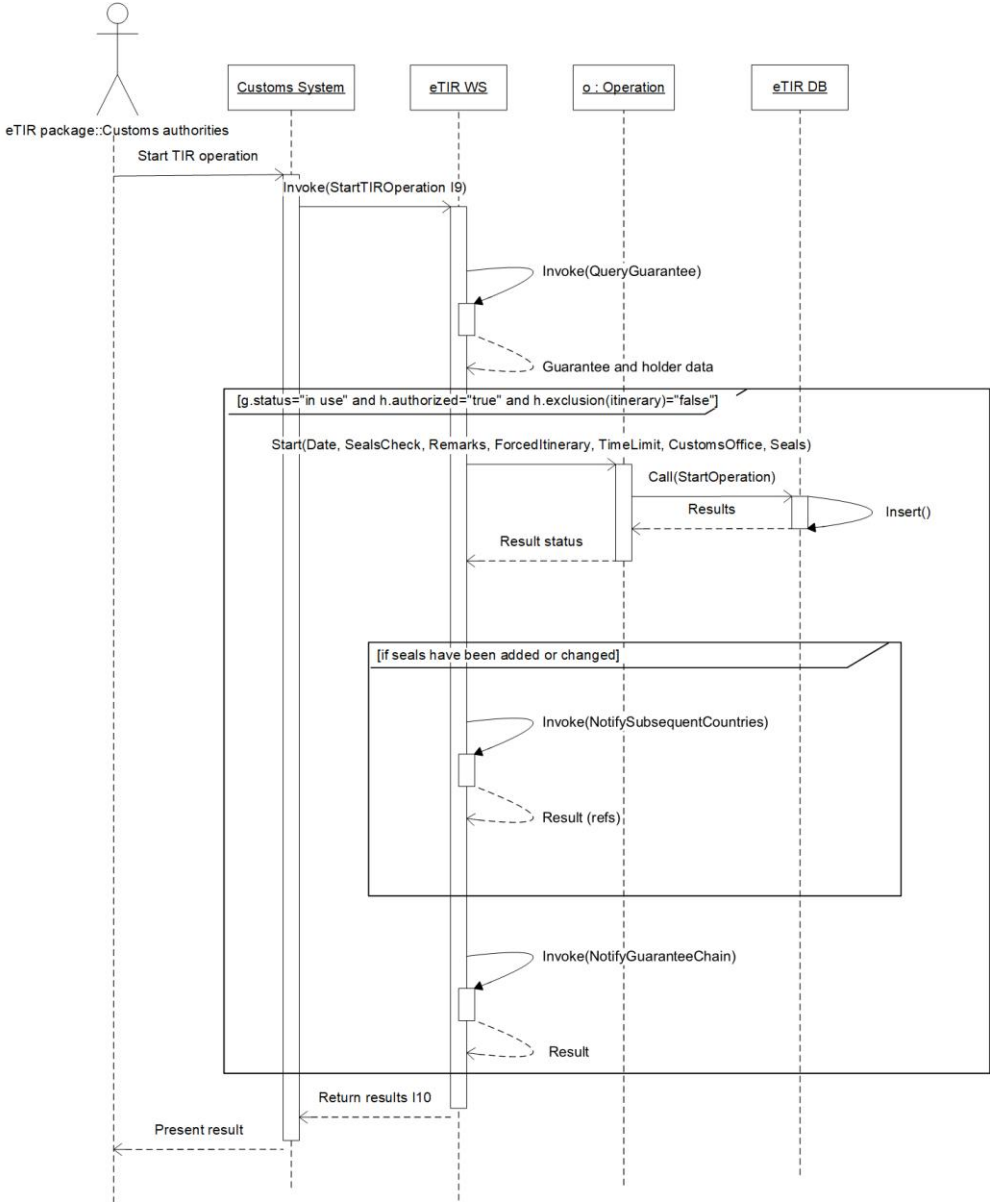 Customs System
eTIR WS
o : Operation
eTIR DB
eTIR package::Customs authorities
Start TIR operation
Invoke(StartTIROperation I9)
Invoke(QueryGuarantee)
Guarantee and holder data
[g.status="in use" and h.authorized="true" and h.exclusion(itinerary)="false"]
Start(Date, SealsCheck, Remarks, ForcedItinerary, TimeLimit, CustomsOffice, Seals)
Call(StartOperation)
Results
Insert()
Result status
[if seals have been added or changed]
Invoke(NotifySubsequentCountries)
Result (refs)
Invoke(NotifyGuaranteeChain)
Result
Return results I10
Present result